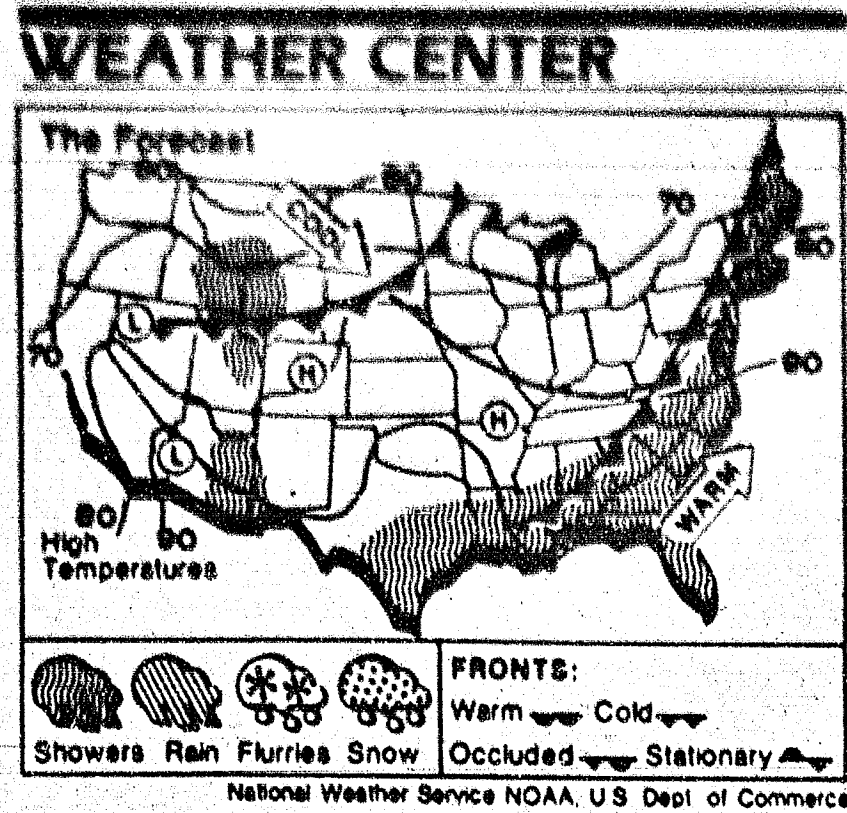 WEATHER CENTER
The Forecast
80
80
70
60
L
70
H
80
H
L
WARM
80
90
High
Temperatures
Showers Rain Flurries Snow
FRONTS:
Warm Cold
Occluded Stationary
National Weather Service NOAA, U S Dept of Commerce